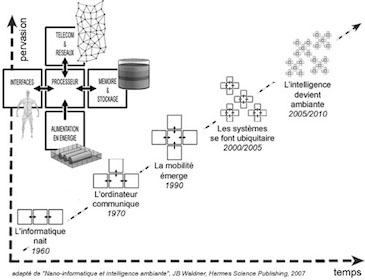 pervasion
TELECOM
&
RESEAUX
INTERFACES
PROCESSEUR
MEMOIRE
&
STOCKAGE
ALIMENTATION
EN ENERGIE
L'informatique
nait
1960
L'ordinateur
communique
1970
La mobilité
émerge
1990
Les systèmes
se font ubiquitaire
2000/2005
L'intelligence
devient
ambiante
2005/2010
temps
adapté de "Nano-informatique et intelligence ambiante", JB Waldner, Hermes Science Publishing, 2007